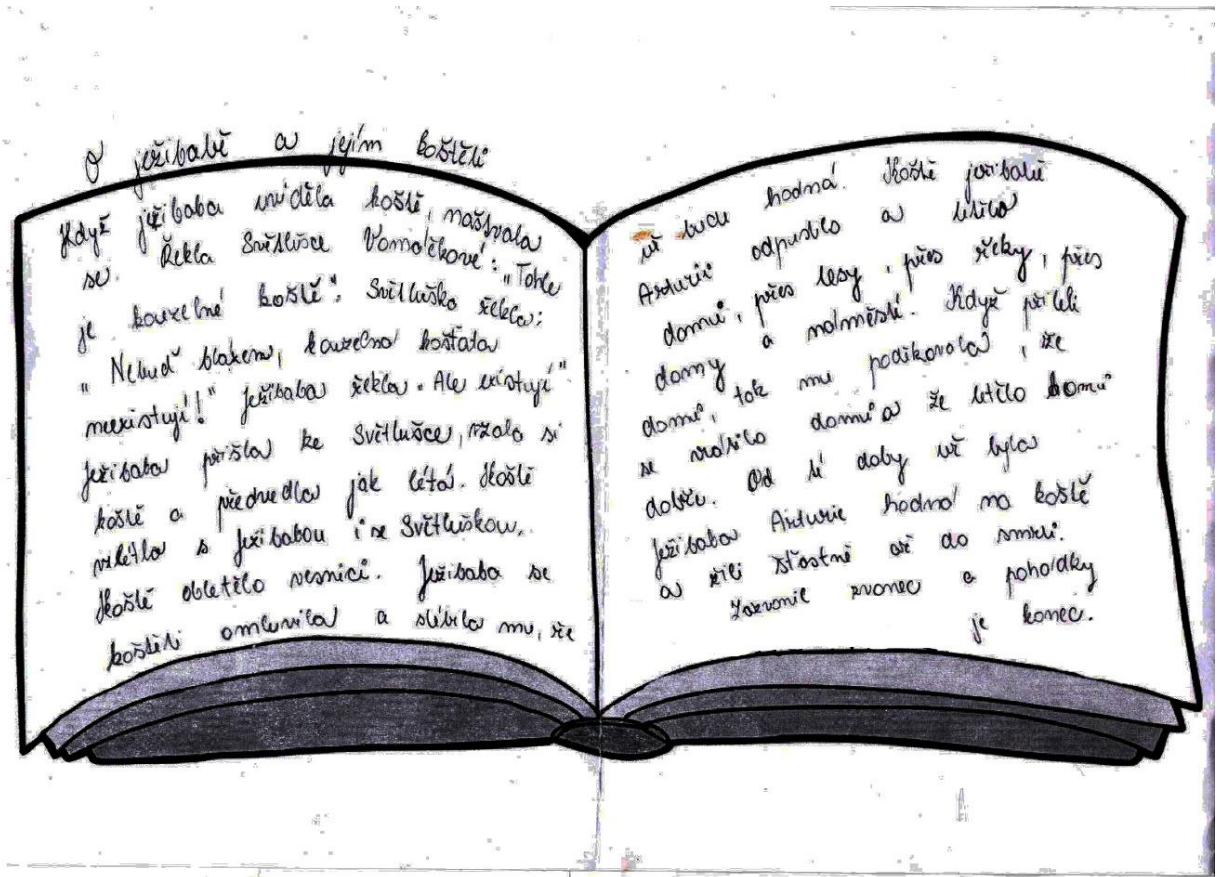 O ježibabě a jejím koštěti
Když ježibaba uviděla koště, naštvala
se. Řekla Světlušce Vomáčkové: „Tohle
je kouzelné koště". Světluška řekla:
„Nebuď blázen, kouzelna košťata
neexistují!" Ježibaba řekla. Ale existují"
Ježibaba přišla ke Světlušce, vzala si
koště a předvedla jak létá. Koště
vzlétlo s ježibabou i se Světluškou.
Koště obletělo vesnici. Ježibaba se
koštěti omluvila a slíbila mu, že
už bucu hodná. Koště ježibabě
Arturii odpustilo a letělo
domů, přes lesy, přes řeky, přes
domy a náměstí. Když přileti
domů, tak mu poděkovala, že
se vrátilo domů a že letělo domů
dobře. Od té doby už byla
ježibaba Arturie hodná na koště
a žili šťastně až do smrti.
Zazvonil zvonec a pohádky
je konec.